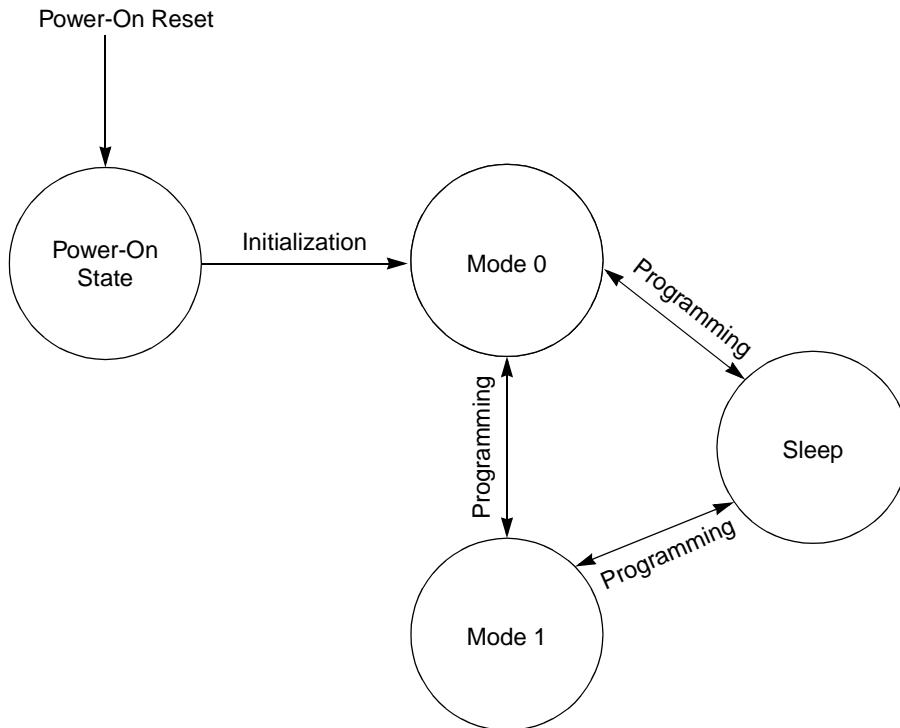 Power-On Reset
Power-On
State
Initialization
Mode 0
Programming
Programming
Sleep
Programming
Mode 1